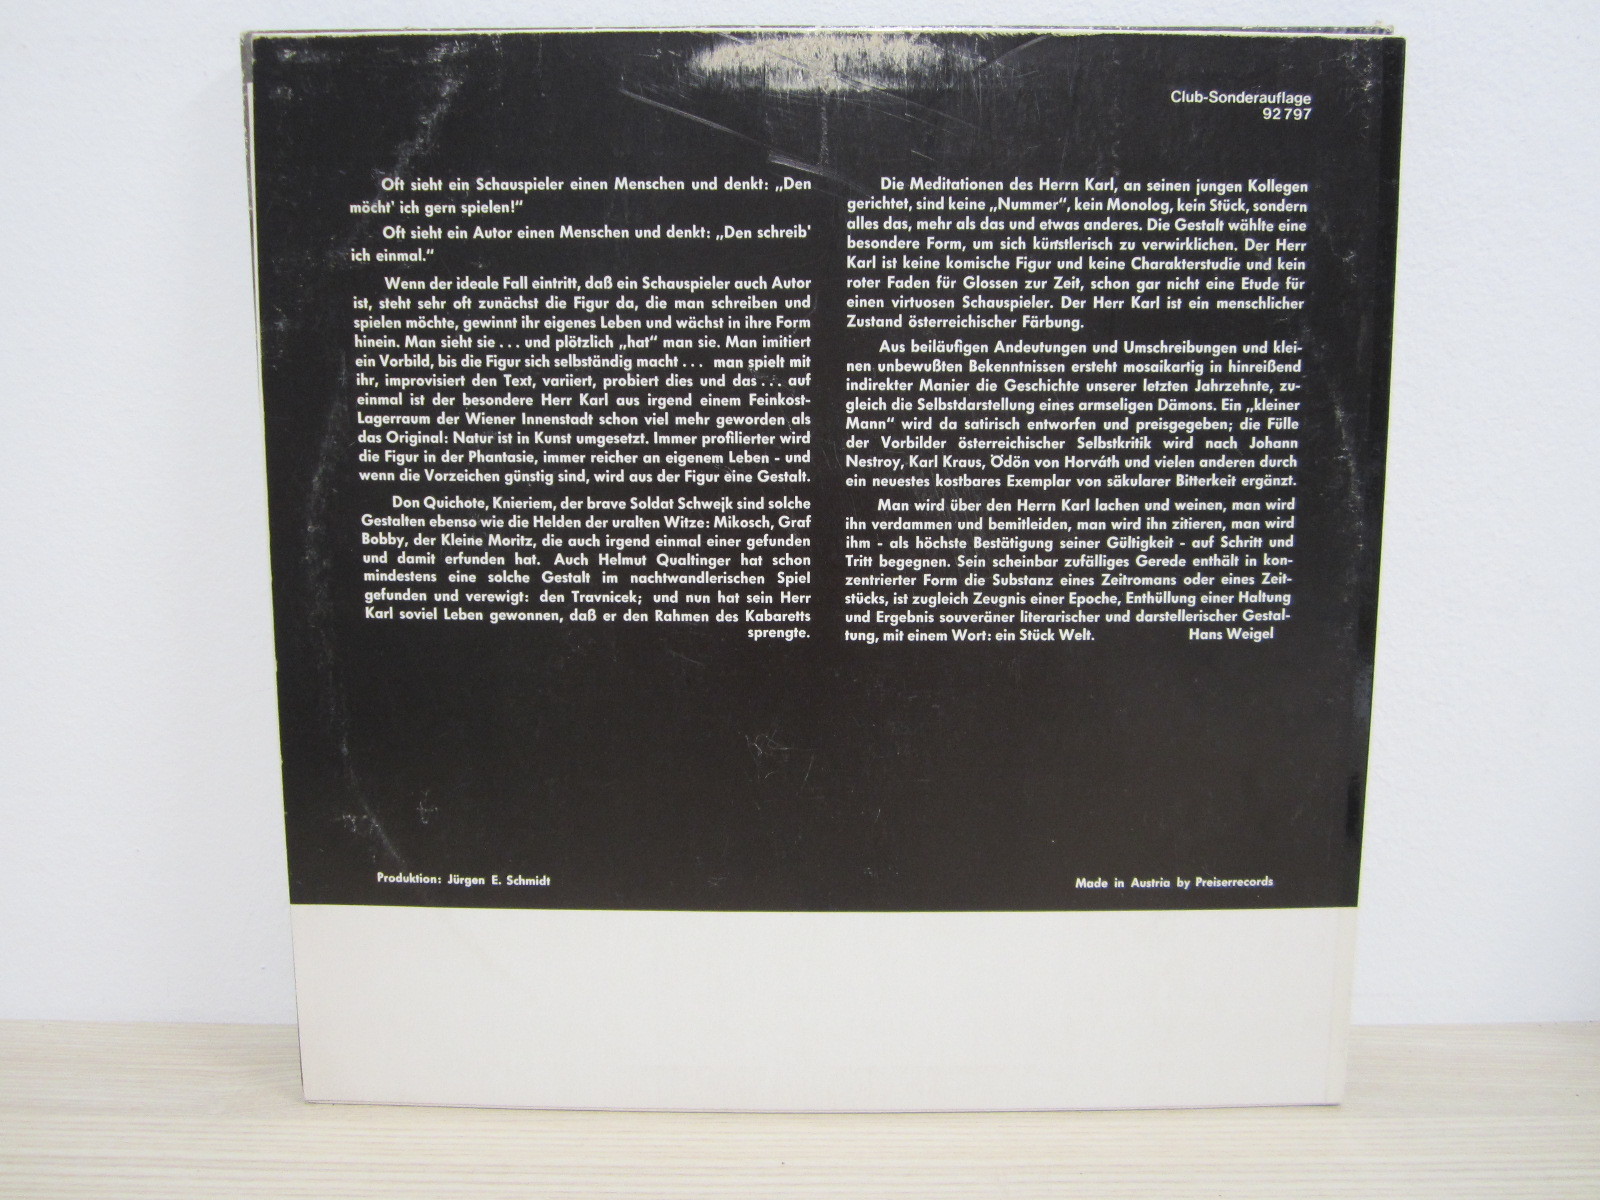 Club-Sonderauflage
92 797
Oft sieht ein Schauspieler einen Menschen und denkt: „Den
möcht' ich gern spielen!“
Oft sieht ein Autor einen Menschen und denkt: „Den schreib'
ich einmal.“
Wenn der ideale Fall eintritt, daß ein Schauspieler auch Autor
ist, steht sehr oft zunächst die Figur da, die man schreiben und
spielen möchte, gewinnt ihr eigenes Leben und wächst in ihre Form
hinein. Man sieht sie ... und plötzlich „hat“ man sie. Man imitiert
ein Vorbild, bis die Figur sich selbständig macht ... man spielt mit
ihr, improvisiert den Text, variiert, probiert dies und das ... auf
einmal ist der besondere Herr Karl aus irgend einem Feinkost-
Lagerraum der Wiener Innenstadt schon viel mehr geworden als
das Original: Natur ist in Kunst umgesetzt. Immer profilierter wird
die Figur in der Phantasie, immer reicher an eigenem Leben - und
wenn die Vorzeichen günstig sind, wird aus der Figur eine Gestalt.
Don Quichote, Knieriem, der brave Soldat Schwejk sind solche
Gestalten ebenso wie die Helden der uralten Witze: Mikosch, Graf
Bobby, der Kleine Moritz, die auch irgend einmal einer gefunden
und damit erfunden hat. Auch Helmut Qualtinger hat schon
mindestens eine solche Gestalt im nachtwandlerischen Spiel
gefunden und verewigt: den Travnicek; und nun hat sein Herr
Karl soviel Leben gewonnen, daß er den Rahmen des Kabaretts
sprengte.
Die Meditationen des Herrn Karl, an seinen jungen Kollegen
gerichtet, sind keine „Nummer“, kein Monolog, kein Stück, sondern
alles das, mehr als das und etwas anderes. Die Gestalt wählte eine
besondere Form, um sich künstlerisch zu verwirklichen. Der Herr
Karl ist keine komische Figur und keine Charakterstudie und kein
roter Faden für Glossen zur Zeit, schon gar nicht eine Etude für
einen virtuosen Schauspieler. Der Herr Karl ist ein menschlicher
Zustand österreichischer Färbung.
Aus beiläufigen Andeutungen und Umschreibungen und klei-
nen unbewußten Bekenntnissen ersteht mosaikartig in hinreißend
indirekter Manier die Geschichte unserer letzten Jahrzehnte, zu-
gleich die Selbstdarstellung eines armseligen Dämons. Ein „kleiner
Mann“ wird da satirisch entworfen und preisgegeben; die Fülle
der Vorbilder österreichischer Selbstkritik wird nach Johann
Nestroy, Karl Kraus, Ödön von Horváth und vielen anderen durch
ein neuestes kostbares Exemplar von säkularer Bitterkeit ergänzt.
Man wird über den Herrn Karl lachen und weinen, man wird
ihn verdammen und bemitleiden, man wird ihn zitieren, man wird
ihm - als höchste Bestätigung seiner Gültigkeit - auf Schritt und
Tritt begegnen. Sein scheinbar zufälliges Gerede enthält in kon-
zentrierter Form die Substanz eines Zeitromans oder eines Zeit-
stücks, ist zugleich Zeugnis einer Epoche, Enthüllung einer Haltung
und Ergebnis souveräner literarischer und darstellerischer Gestal-
tung, mit einem Wort: ein Stück Welt. Hans Weigel
Produktion: Jürgen E. Schmidt
Made in Austria by Preiserrecords